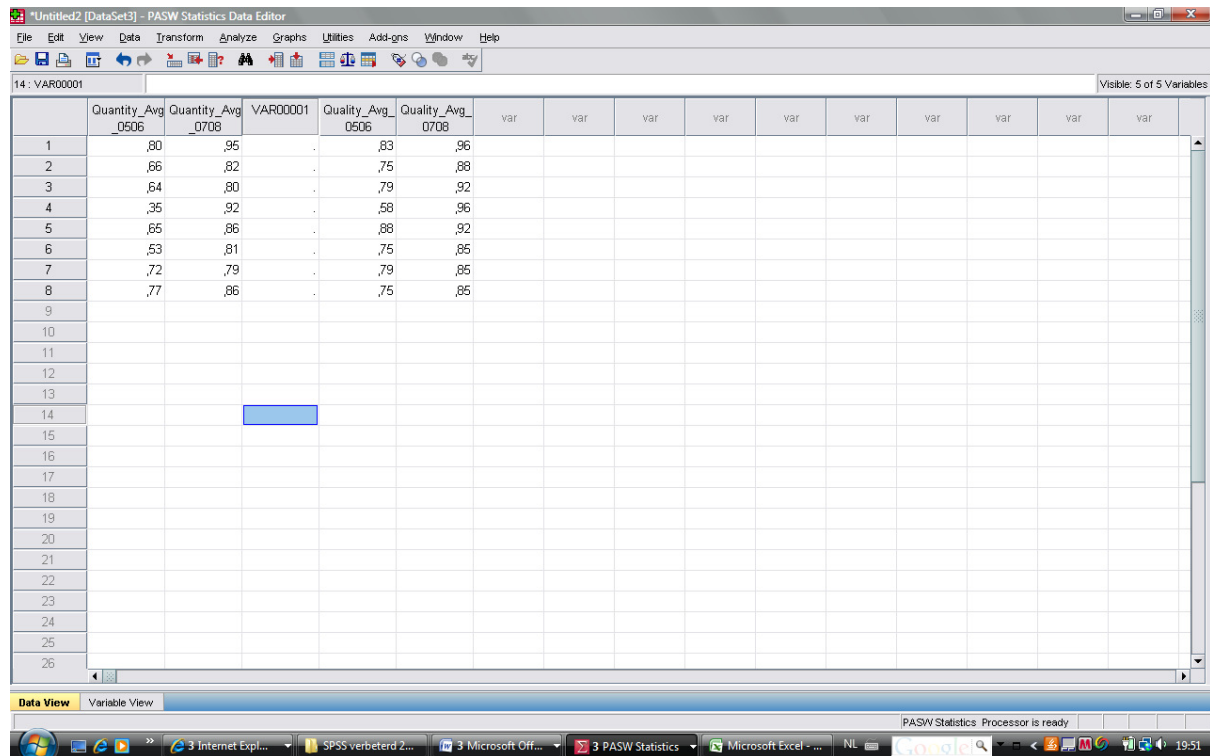 *Untitled2 [DataSet3] - PASW Statistics Data Editor
File Edit View Data Transform Analyze Graphs Utilities Add-ons Window Help
14 : VAR00001 Visible: 5 of 5 Variables
Quantity_Avg_0506 Quantity_Avg_0708 VAR00001 Quality_Avg_0506 Quality_Avg_0708 var var var var var var var var var var
1 ,80 ,95 . ,83 ,96
2 ,66 ,82 . ,75 ,88
3 ,64 ,80 . ,79 ,92
4 ,35 ,92 . ,58 ,96
5 ,65 ,86 . ,88 ,92
6 ,53 ,81 . ,75 ,85
7 ,72 ,79 . ,79 ,85
8 ,77 ,86 . ,75 ,85
9
10
11
12
13
14
15
16
17
18
19
20
21
22
23
24
25
26
Data View Variable View
PASW Statistics Processor is ready
3 Internet Expl... SPSS verbeterd 2... 3 Microsoft Off... 3 PASW Statistics Microsoft Excel - ... NL Google 19:51